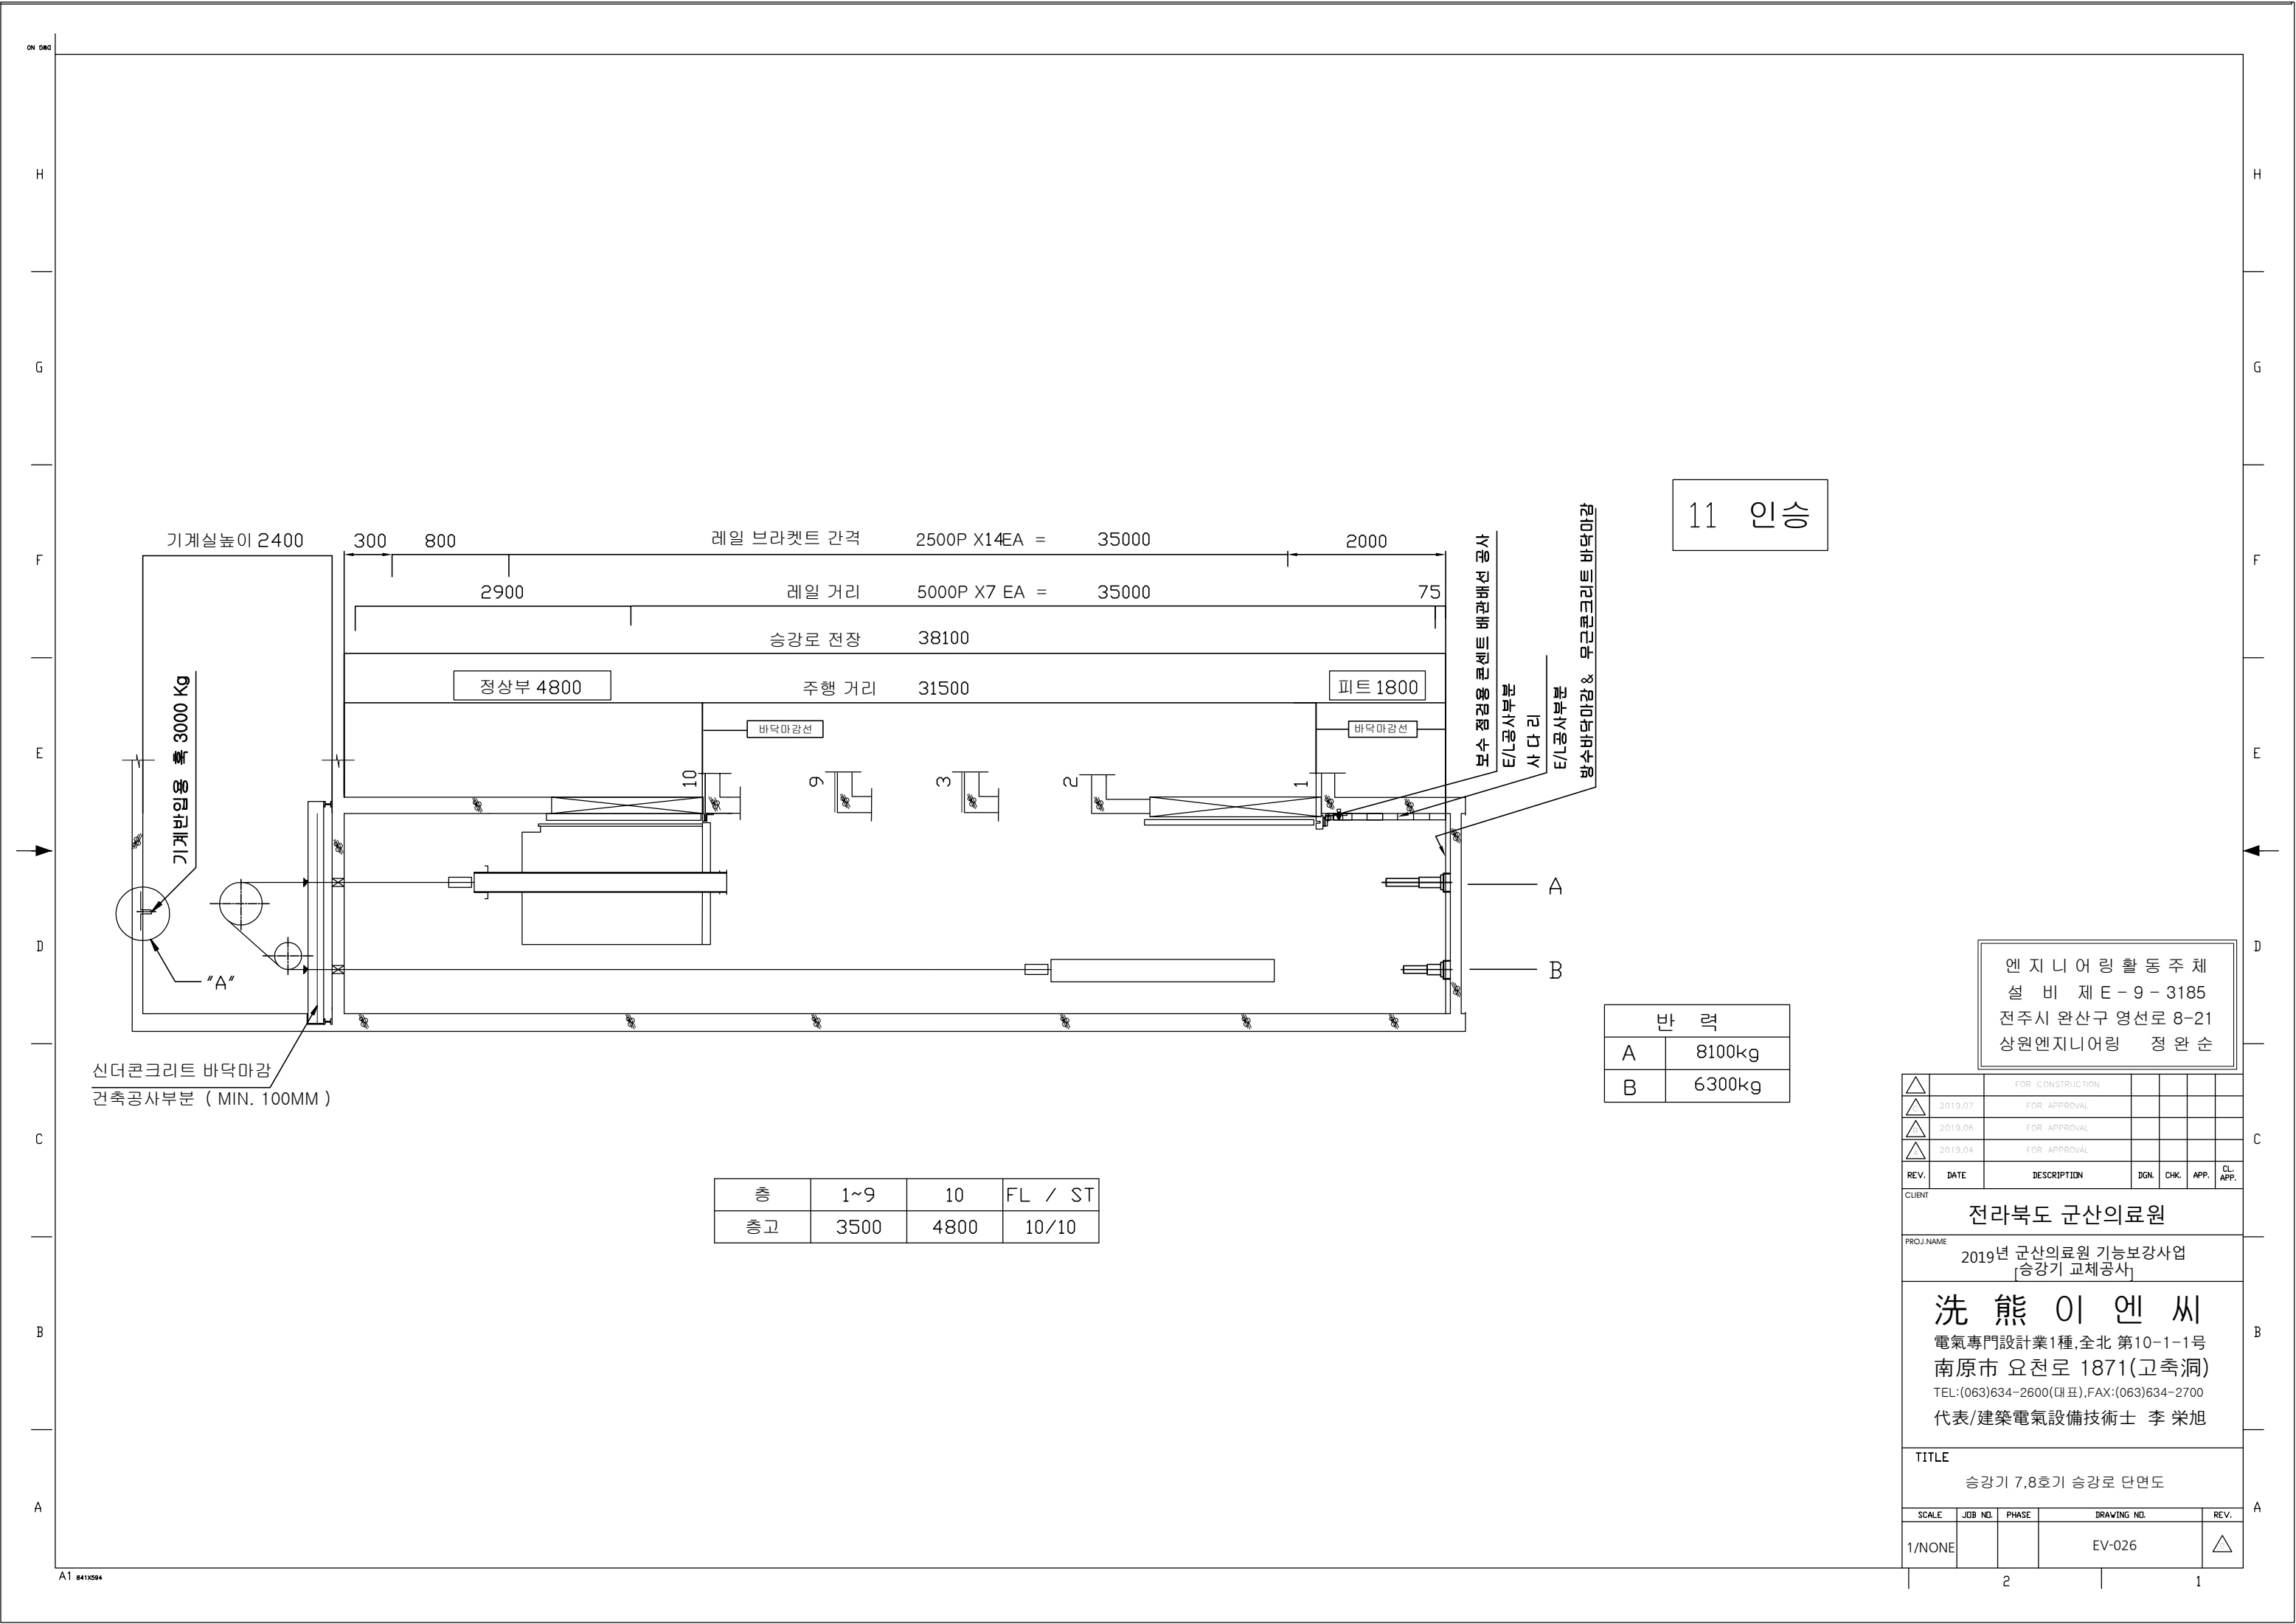 DWG NO
H
G
F
E
D
C
B
A
H
G
F
E
D
C
B
A
11 인승
기계실높이 2400
300
800
레일 브라켓트 간격 2500P X14EA = 35000
2000
2900
레일 거리 5000P X7 EA = 35000
75
승강로 전장 38100
정상부 4800
주행 거리 31500
피트 1800
바닥마감선
바닥마감선
10
9
3
2
1
기계반입용 훅 3000 Kg
보수 점검용 콘센트 배관배선 공사
E/L공사부분
사 다 리
E/L공사부분
방수바닥마감 & 무근콘크리트 바닥마감
"A"
A
B
신더콘크리트 바닥마감
건축공사부분 ( MIN. 100MM )
반 력
A 8100kg
B 6300kg
층 1~9 10 FL / ST
층고 3500 4800 10/10
엔 지 니 어 링 활 동 주 체
설 비 제 E - 9 - 3185
전주시 완산구 영선로 8-21
상원엔지니어링 정 완 순
FOR CONSTRUCTION
2019.07 FOR APPROVAL
2019.06 FOR APPROVAL
2019.04 FOR APPROVAL
REV. DATE DESCRIPTION DGN. CHK. APP. CL. APP.
CLIENT
전라북도 군산의료원
PROJ.NAME
2019년 군산의료원 기능보강사업
[승강기 교체공사]
洗 熊 이 엔 씨
電氣專門設計業1種,全北 第10-1-1号
南原市 요천로 1871(고죽洞)
TEL:(063)634-2600(대표),FAX:(063)634-2700
代表/建築電氣設備技術士 李 栄旭
TITLE
승강기 7,8호기 승강로 단면도
SCALE JOB NO. PHASE DRAWING NO. REV.
1/NONE EV-026
A1 841X594
2
1